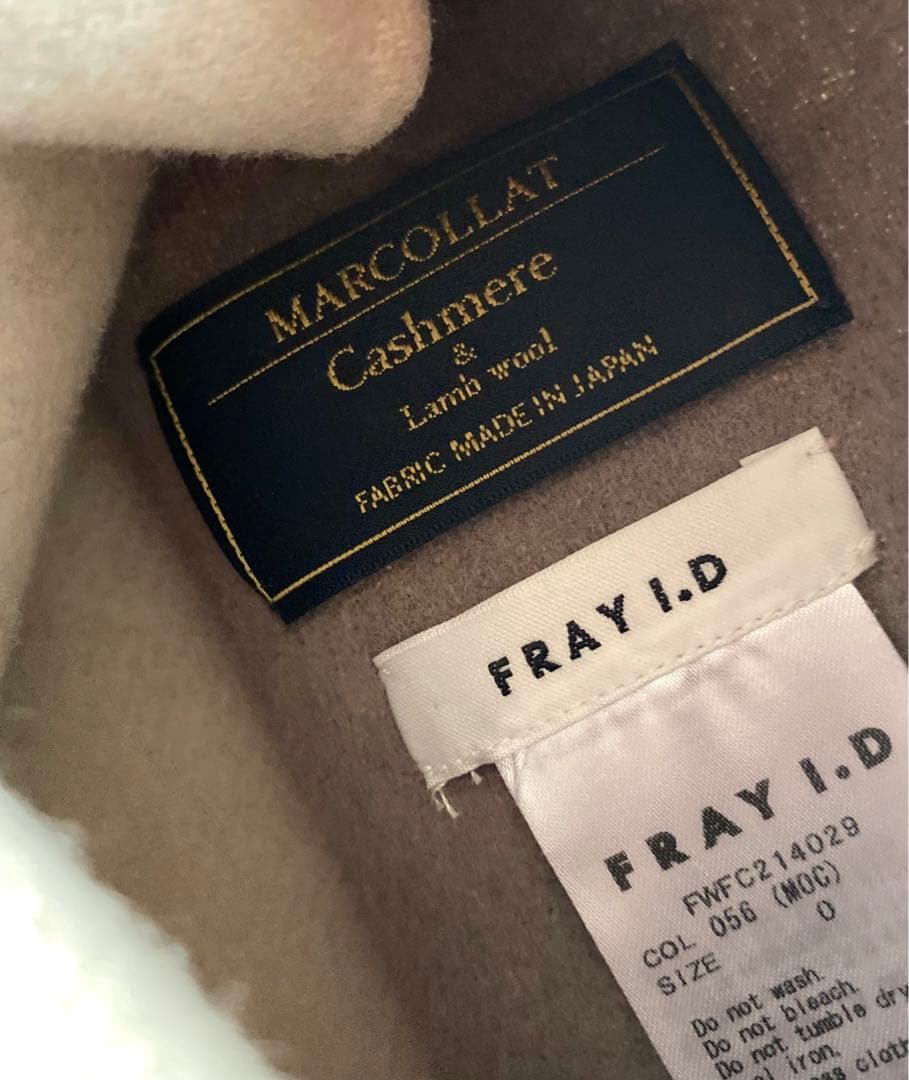 MARCOLLAT
Cashmere
&
Lamb wool
FABRIC MADE IN JAPAN
FRAY I.D
FRAY I.D
FWFC214029
COL 056 (MOC)
SIZE 0
Do not wash.
Do not bleach.
Do not tumble dry
iron.